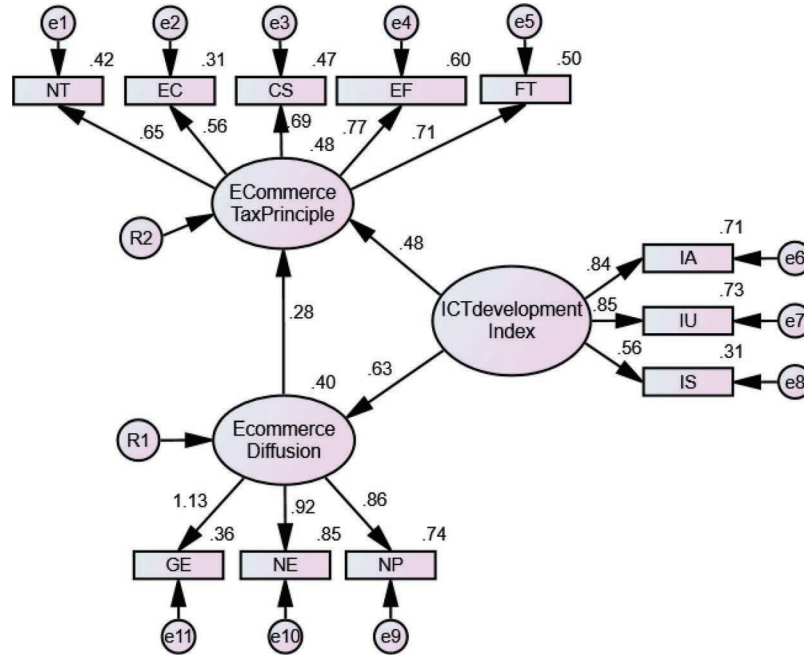 e1 e2 e3 e4 e5
.42 .31 .47 .60 .50
NT EC CS EF FT
.65 .56 .69 .77 .71
.48
ECommerce
TaxPrinciple
R2
.48
.71
IA e6
.84
ICTdevelopment
Index
.85
.73
IU e7
.56
.31
IS e8
.28
.63
.40
Ecommerce
Diffusion
R1
1.13 .92 .86
.36 .85 .74
GE NE NP
e11 e10 e9